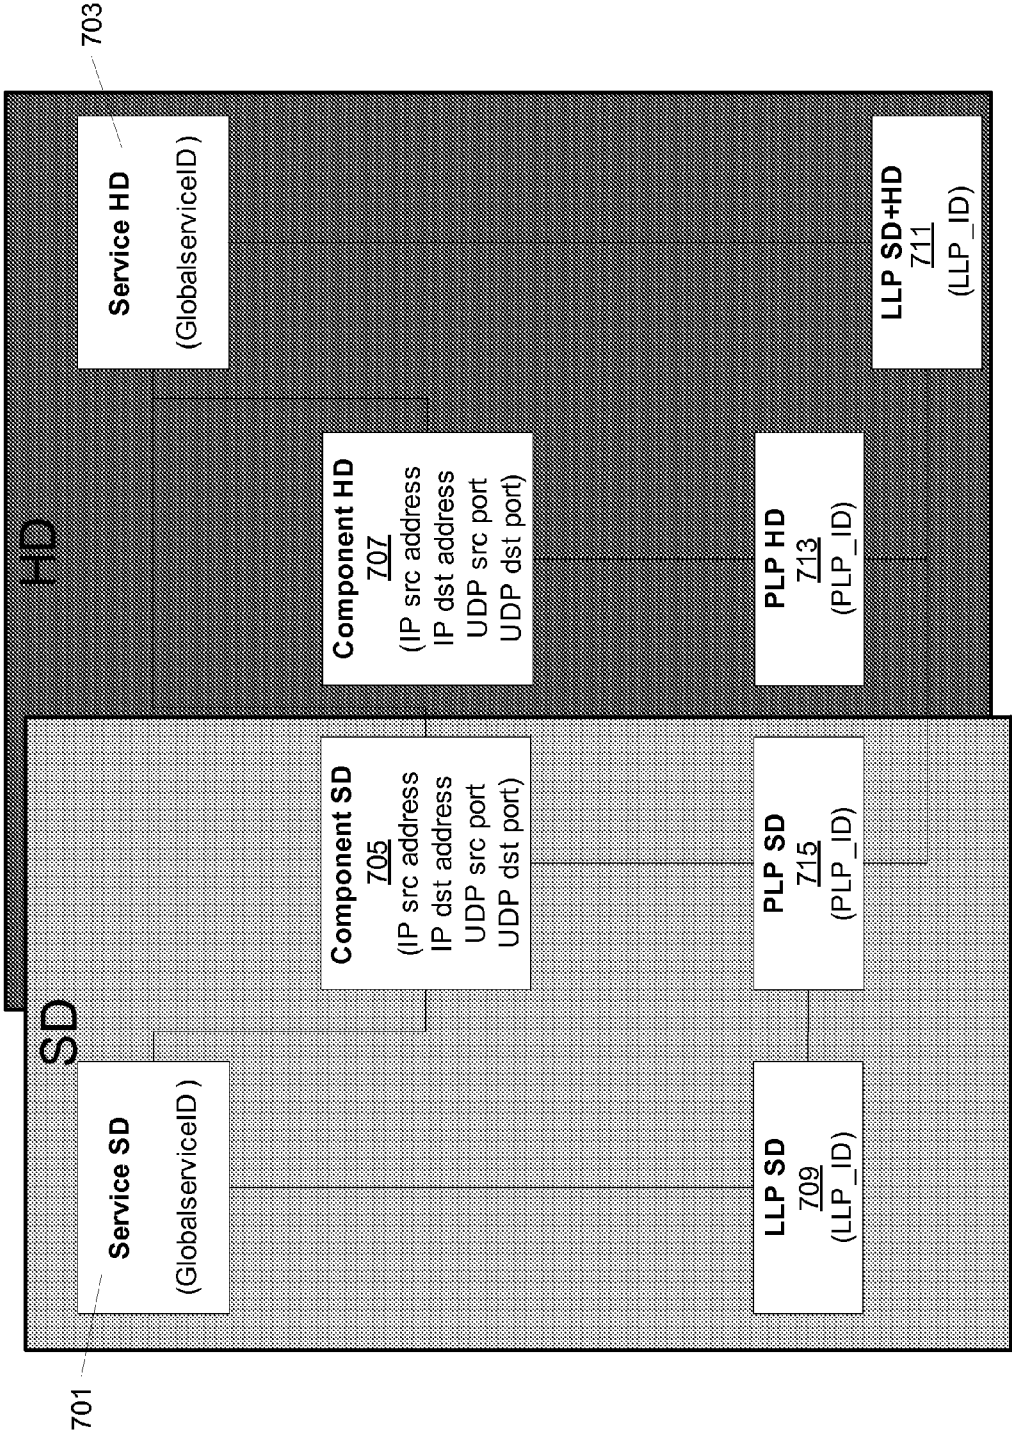 HD
SD
701
703
Service SD
(GlobalserviceID)
Service HD
(GlobalserviceID)
Component SD
705
(IP src address
IP dst address
UDP src port
UDP dst port)
Component HD
707
(IP src address
IP dst address
UDP src port
UDP dst port)
LLP SD
709
(LLP_ID)
PLP SD
715
(PLP_ID)
PLP HD
713
(PLP_ID)
LLP SD+HD
711
(LLP_ID)